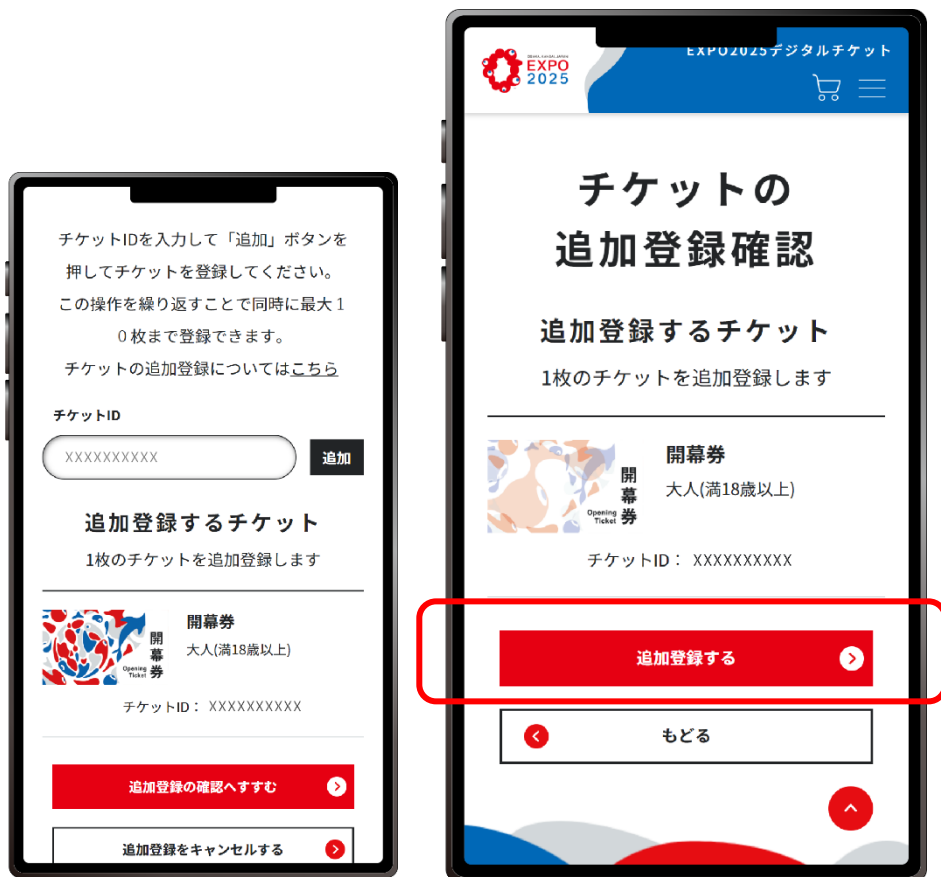 チケットIDを入力して「追加」ボタンを
押してチケットを登録してください。
この操作を繰り返すことで同時に最大１
０枚まで登録できます。
チケットの追加登録についてはこちら
チケットID
XXXXXXXXXX
追加
追加登録するチケット
1枚のチケットを追加登録します
開幕券
Opening
Ticket
開幕券
大人(満18歳以上)
チケットID： XXXXXXXXXX
追加登録の確認へすすむ
追加登録をキャンセルする
OSAKA, KANSAI, JAPAN
EXPO
2025
EXPO2025デジタルチケット
チケットの
追加登録確認
追加登録するチケット
1枚のチケットを追加登録します
開幕券
Opening
Ticket
開幕券
大人(満18歳以上)
チケットID： XXXXXXXXXX
追加登録する
もどる